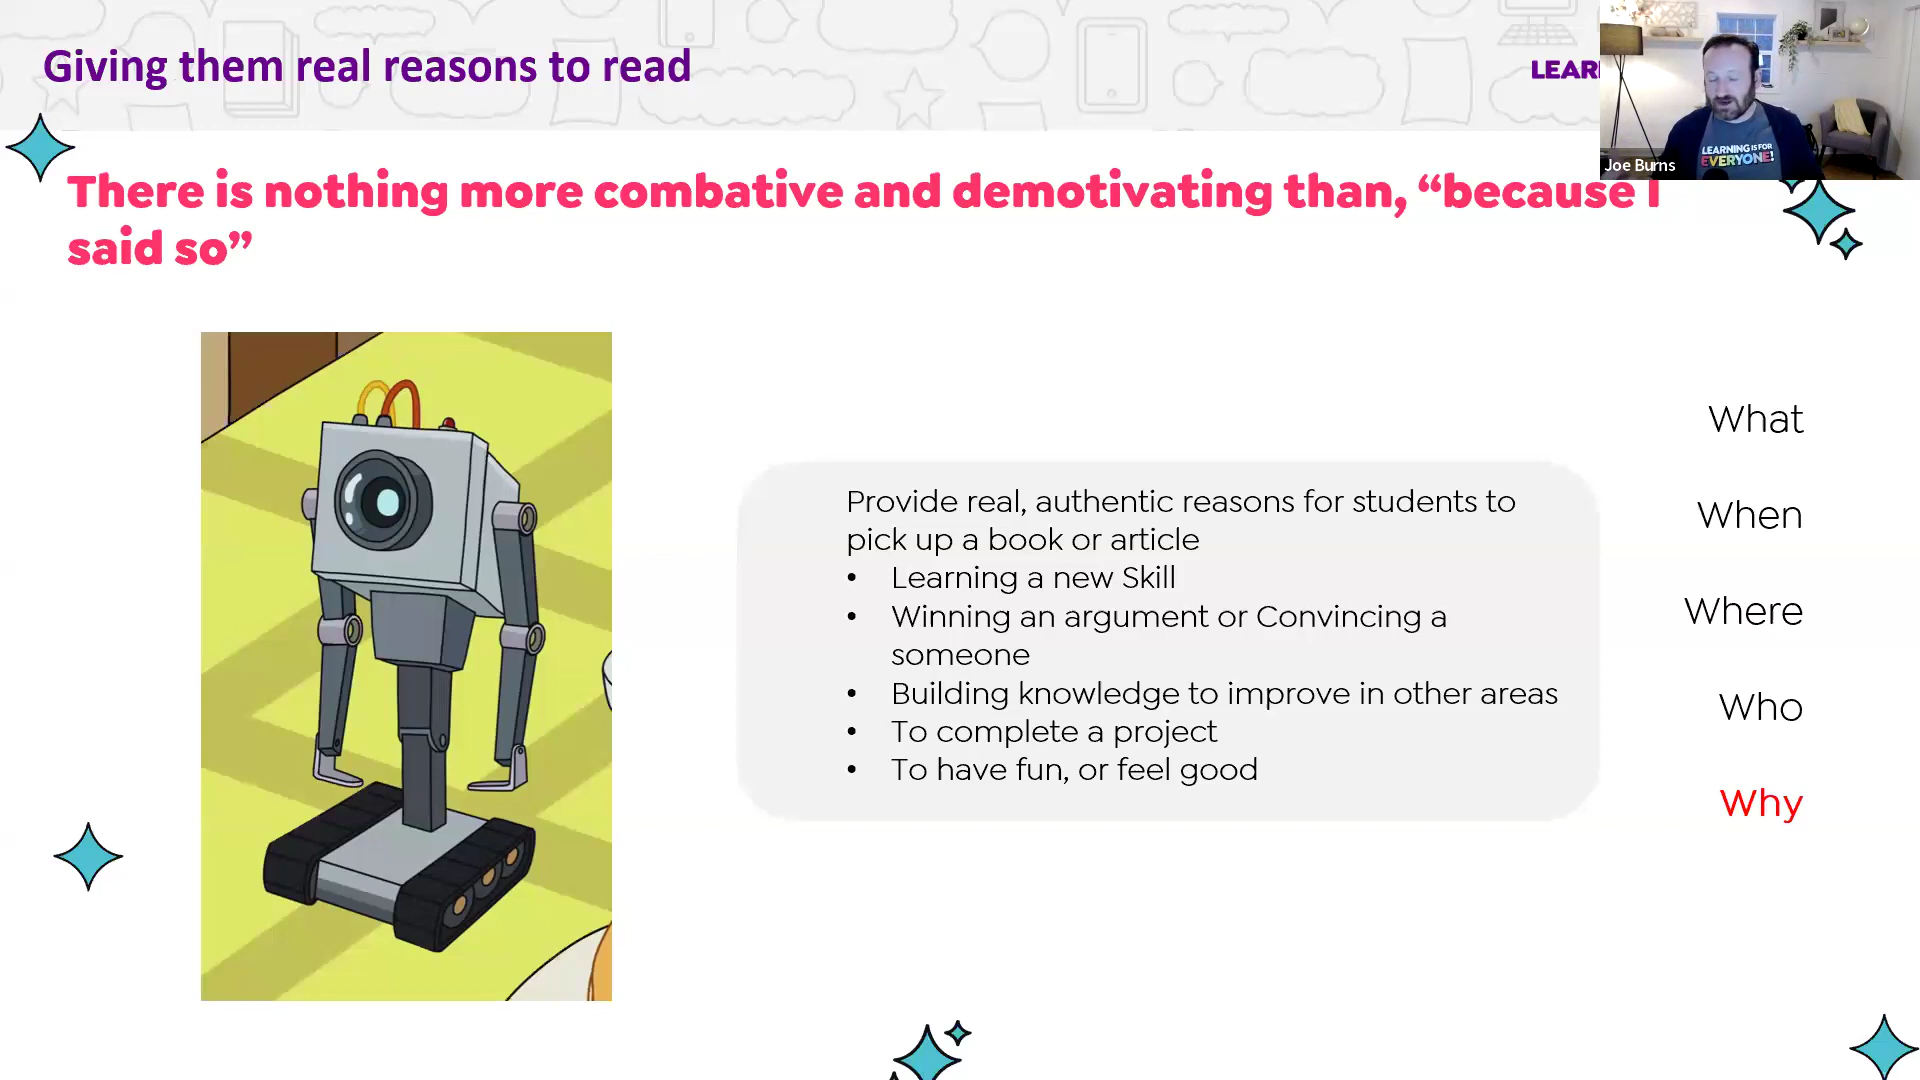 Giving them real reasons to read
LEAR
Joe Burns
LEARNING IS FOR
EVERYONE!
There is nothing more combative and demotivating than, “because I
said so”
What
When
Where
Who
Why
Provide real, authentic reasons for students to
pick up a book or article
• Learning a new Skill
• Winning an argument or Convincing a
someone
• Building knowledge to improve in other areas
• To complete a project
• To have fun, or feel good